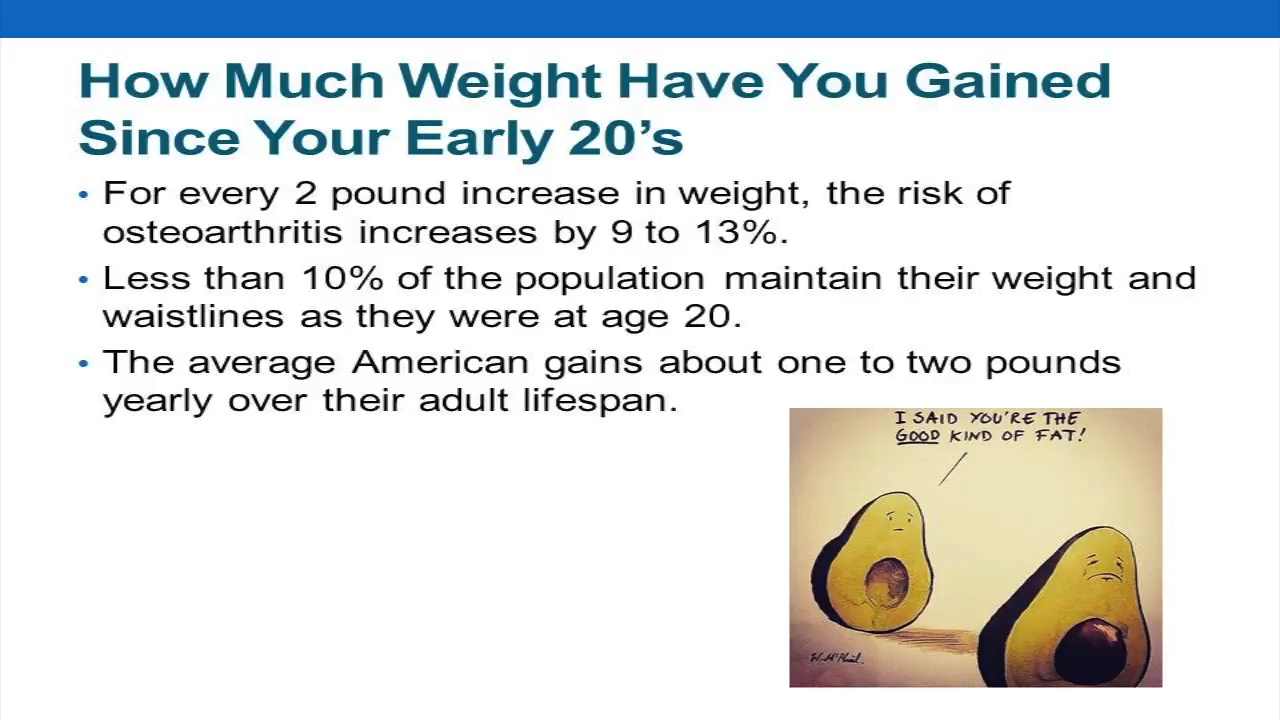 How Much Weight Have You Gained
Since Your Early 20’s
• For every 2 pound increase in weight, the risk of
osteoarthritis increases by 9 to 13%.
• Less than 10% of the population maintain their weight and
waistlines as they were at age 20.
• The average American gains about one to two pounds
yearly over their adult lifespan.
I SAID YOU'RE THE
GOOD KIND OF FAT!